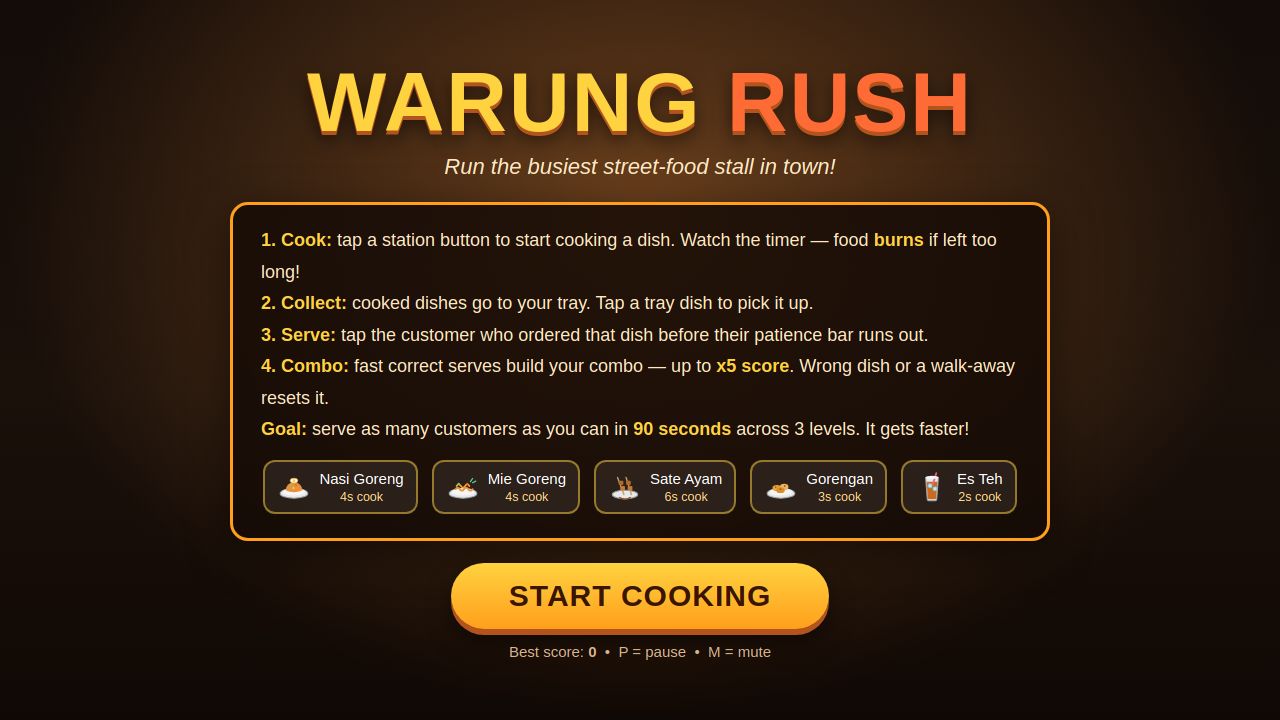 WARUNG RUSH
Run the busiest street-food stall in town!
1. Cook: tap a station button to start cooking a dish. Watch the timer — food burns if left too
long!
2. Collect: cooked dishes go to your tray. Tap a tray dish to pick it up.
3. Serve: tap the customer who ordered that dish before their patience bar runs out.
4. Combo: fast correct serves build your combo — up to x5 score. Wrong dish or a walk-away
resets it.
Goal: serve as many customers as you can in 90 seconds across 3 levels. It gets faster!
Nasi Goreng
4s cook
Mie Goreng
4s cook
Sate Ayam
6s cook
Gorengan
3s cook
Es Teh
2s cook
START COOKING
Best score: 0 • P = pause • M = mute